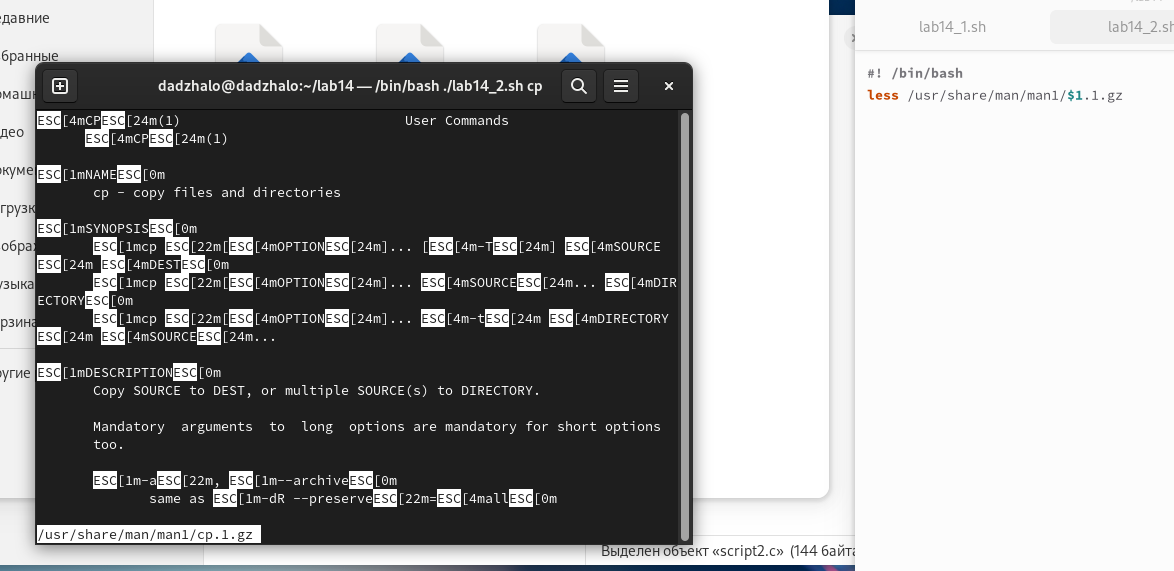 едавние
бранные
омаш
део
окуме
грузк
обра
узыка
рзина
ругие
dadzhalo@dadzhalo:~/lab14 — /bin/bash ./lab14_2.sh cp
ESC[4mCPESC[24m(1) User Commands
ESC[4mCPESC[24m(1)
ESC[1mNAMEESC[0m
cp - copy files and directories
ESC[1mSYNOPSISESC[0m
ESC[1mcp ESC[22m[ESC[4mOPTIONESC[24m]... [ESC[4m-TESC[24m] ESC[4mSOURCE
ESC[24m ESC[4mDESTESC[0m
ESC[1mcp ESC[22m[ESC[4mOPTIONESC[24m]... ESC[4mSOURCEESC[24m... ESC[4mDIR
ECTORYESC[0m
ESC[1mcp ESC[22m[ESC[4mOPTIONESC[24m]... ESC[4m-tESC[24m ESC[4mDIRECTORY
ESC[24m ESC[4mSOURCEESC[24m...
ESC[1mDESCRIPTIONESC[0m
Copy SOURCE to DEST, or multiple SOURCE(s) to DIRECTORY.
Mandatory arguments to long options are mandatory for short options
too.
ESC[1m-aESC[22m, ESC[1m--archiveESC[0m
same as ESC[1m-dR --preserveESC[22m=ESC[4mallESC[0m
/usr/share/man/man1/cp.1.gz
Выделен объект «script2.c» (144 байта
lab14_1.sh lab14_2.sh
#! /bin/bash
less /usr/share/man/man1/$1.1.gz